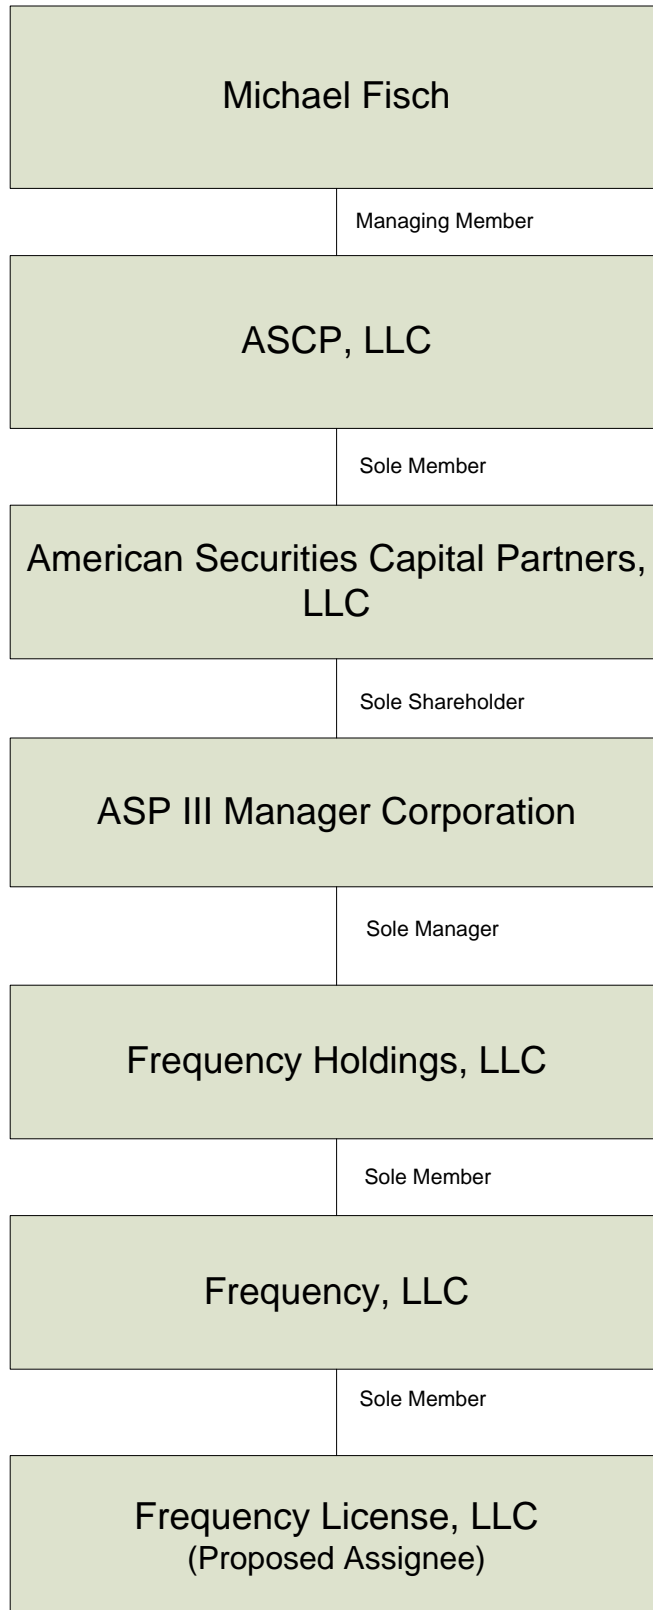 Michael Fisch
Managing Member
ASCP, LLC
Sole Member
American Securities Capital Partners,
LLC
Sole Shareholder
ASP III Manager Corporation
Sole Manager
Frequency Holdings, LLC
Sole Member
Frequency, LLC
Sole Member
Frequency License, LLC
(Proposed Assignee)